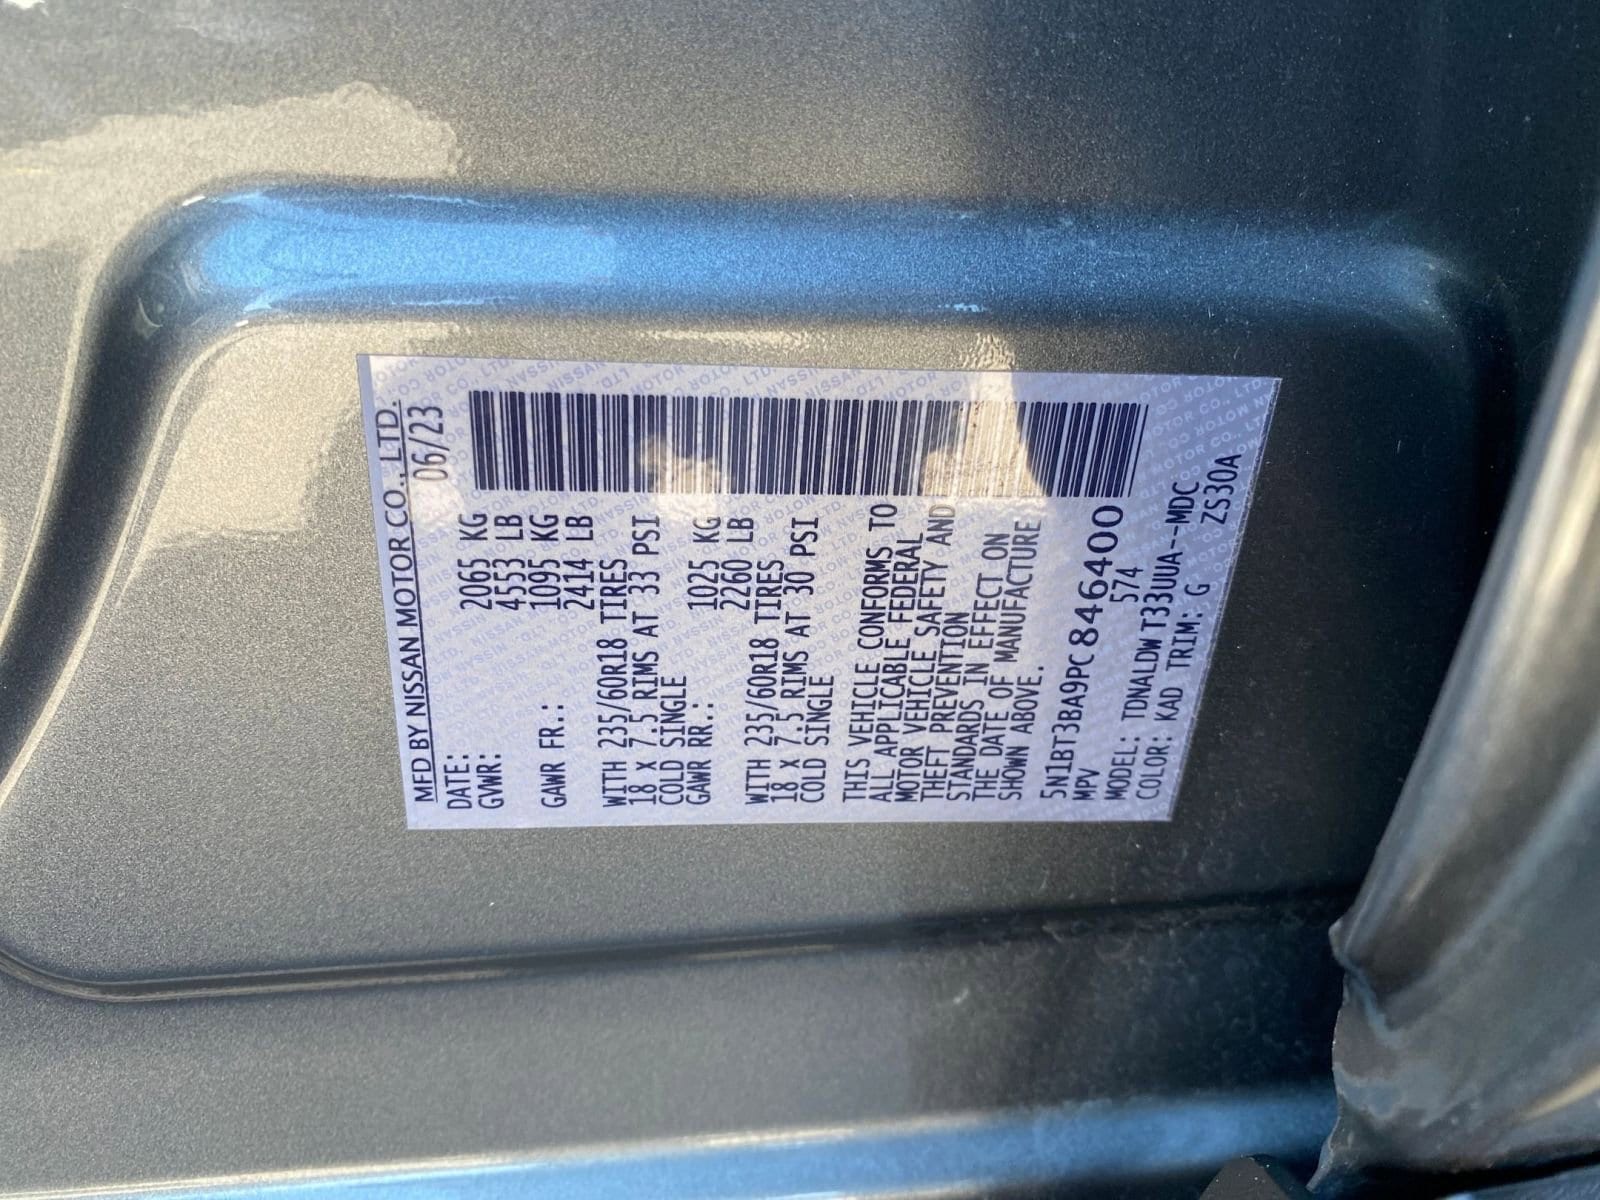 MFD BY NISSAN MOTOR CO., LTD.
DATE: 06/23
GVWR: 2065 KG
4553 LB
GAWR FR.: 1095 KG
2414 LB
WITH 235/60R18 TIRES
18 X 7.5 RIMS AT 33 PSI
COLD SINGLE
GAWR RR.: 1025 KG
2260 LB
WITH 235/60R18 TIRES
18 X 7.5 RIMS AT 30 PSI
COLD SINGLE
THIS VEHICLE CONFORMS TO
ALL APPLICABLE FEDERAL
MOTOR VEHICLE SAFETY AND
THEFT PREVENTION
STANDARDS IN EFFECT ON
THE DATE OF MANUFACTURE
SHOWN ABOVE.
5N1BT3BA9PC846400
MPV 574
MODEL: TDNALDW T33UUA--MDC
COLOR: KAD TRIM: G ZS30A